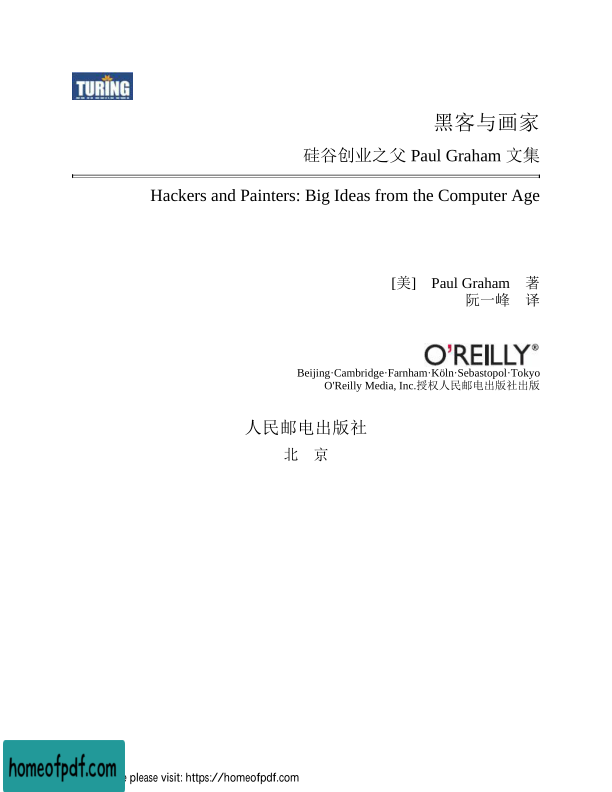 TURING
黑客与画家
硅谷创业之父 Paul Graham 文集
Hackers and Painters: Big Ideas from the Computer Age
[美] Paul Graham 著
阮一峰 译
O'REILLY®
Beijing·Cambridge·Farnham·Köln·Sebastopol·Tokyo
O'Reilly Media, Inc.授权人民邮电出版社出版
人民邮电出版社
北 京
homeofpdf.com
please visit: https://homeofpdf.com